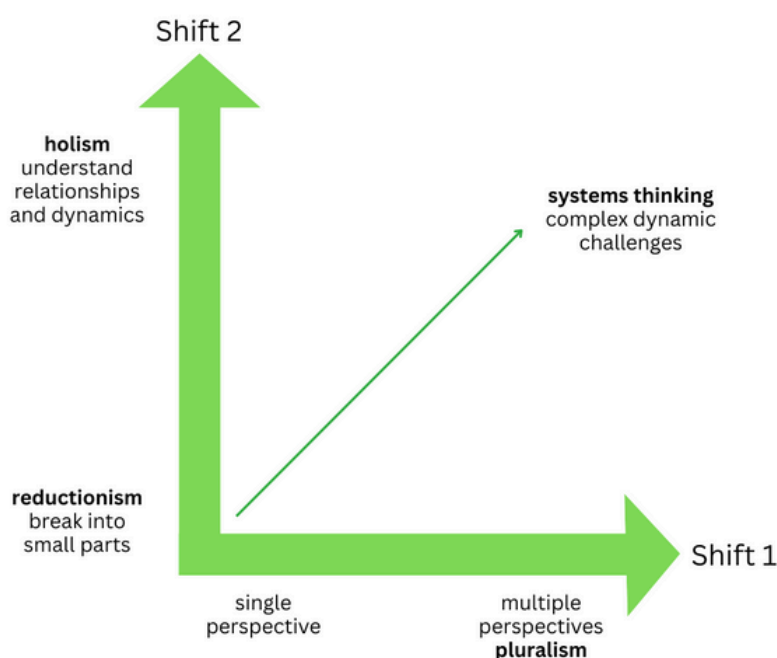 Shift 2
holism
understand
relationships
and dynamics
systems thinking
complex dynamic
challenges
reductionism
break into
small parts
Shift 1
single
perspective
multiple
perspectives
pluralism